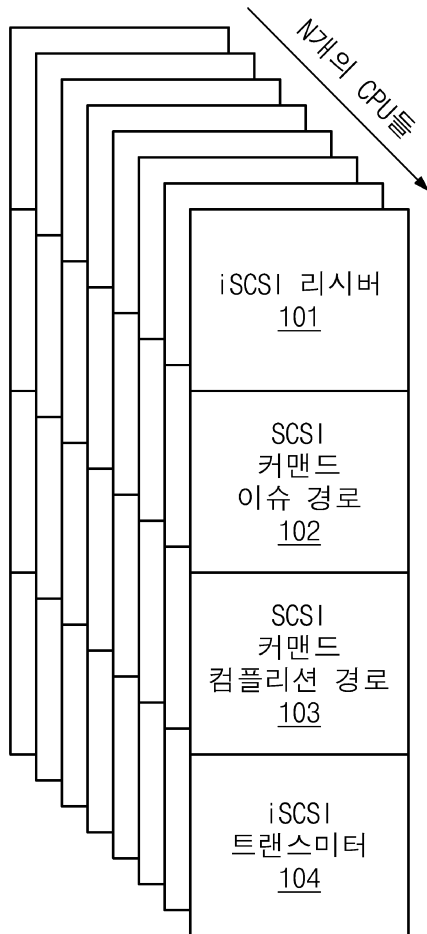 N개의 CPU들
iSCSI 리시버
101
SCSI
커맨드
이슈 경로
102
SCSI
커맨드
컴플리션 경로
103
iSCSI
트랜스미터
104